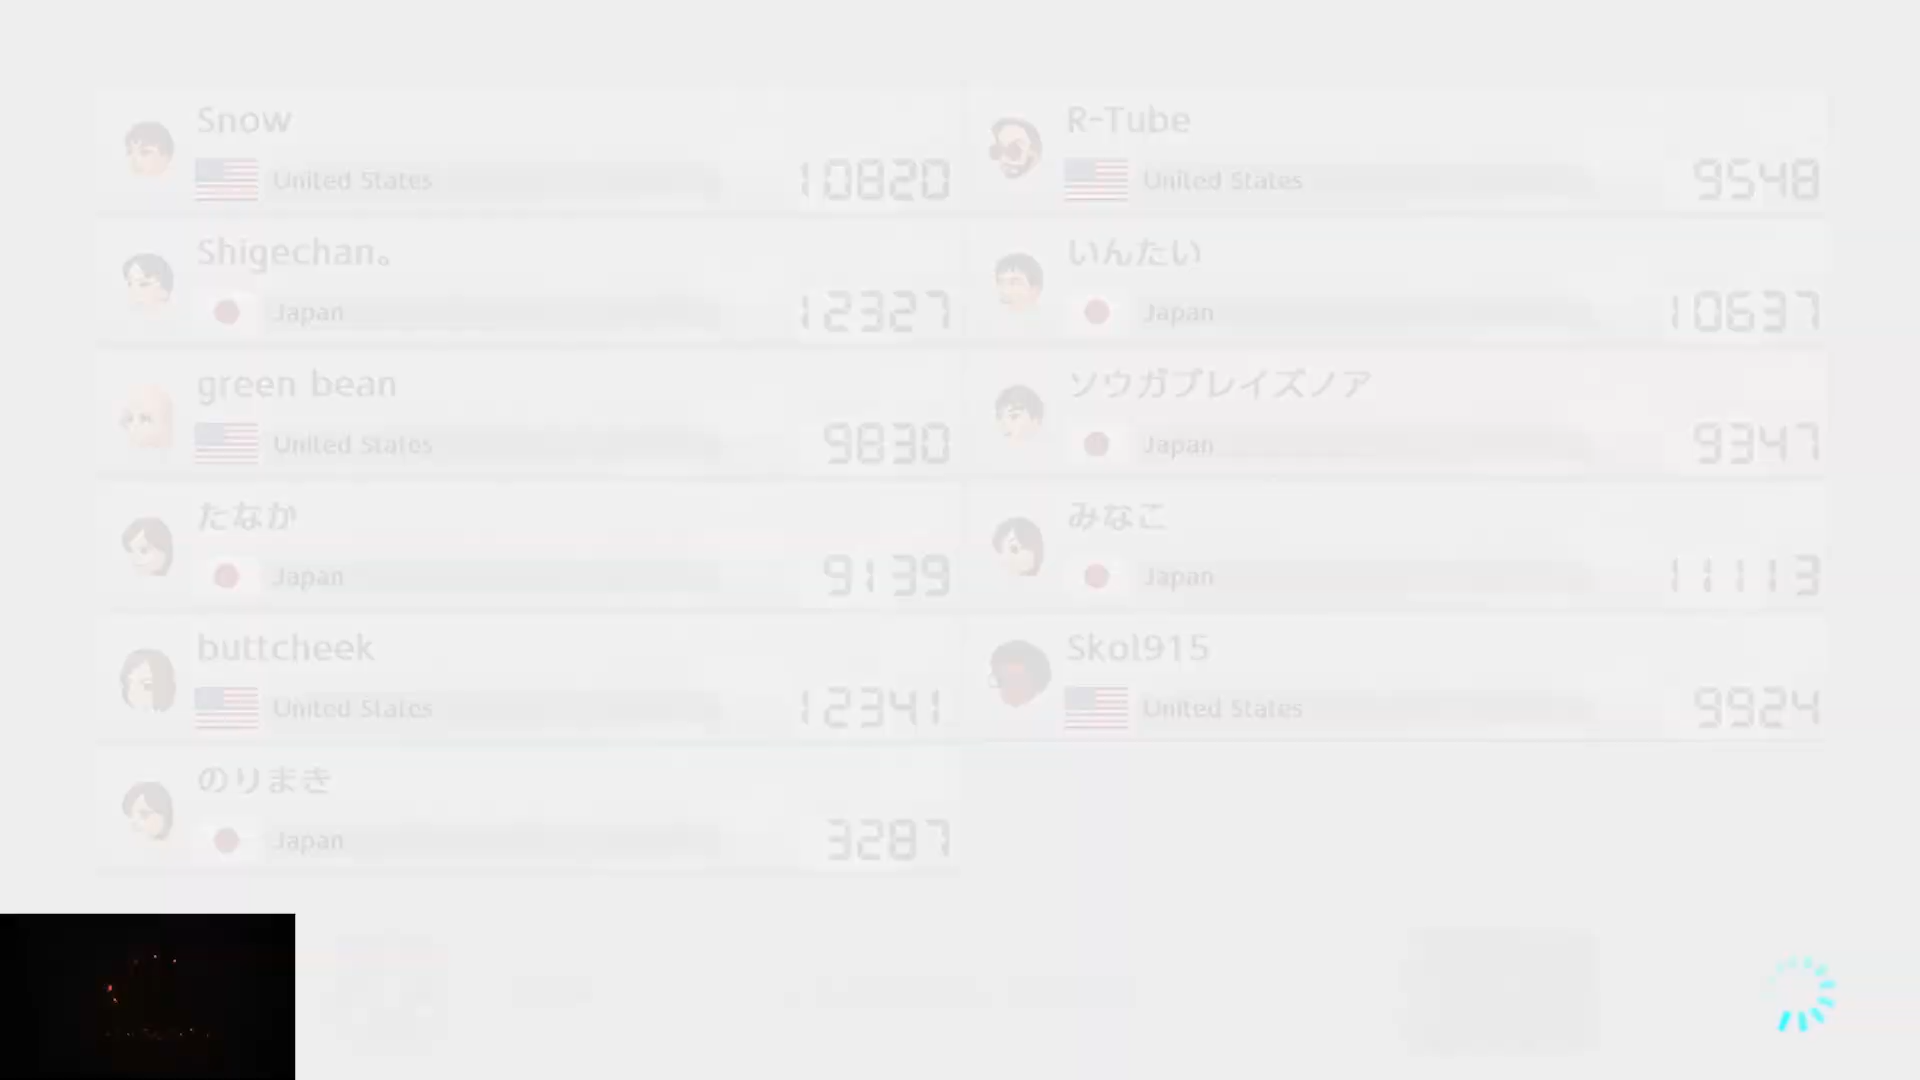 Snow
United States 10820
R-Tube
United States 9548
Shigechan。
Japan 12327
いんたい
Japan 10637
green bean
United States 9830
ソウガブレイズノア
Japan 9347
たなか
Japan 9139
みなこ
Japan 11113
buttcheek
United States 12341
Skol915
United States 9924
のりまき
Japan 3287